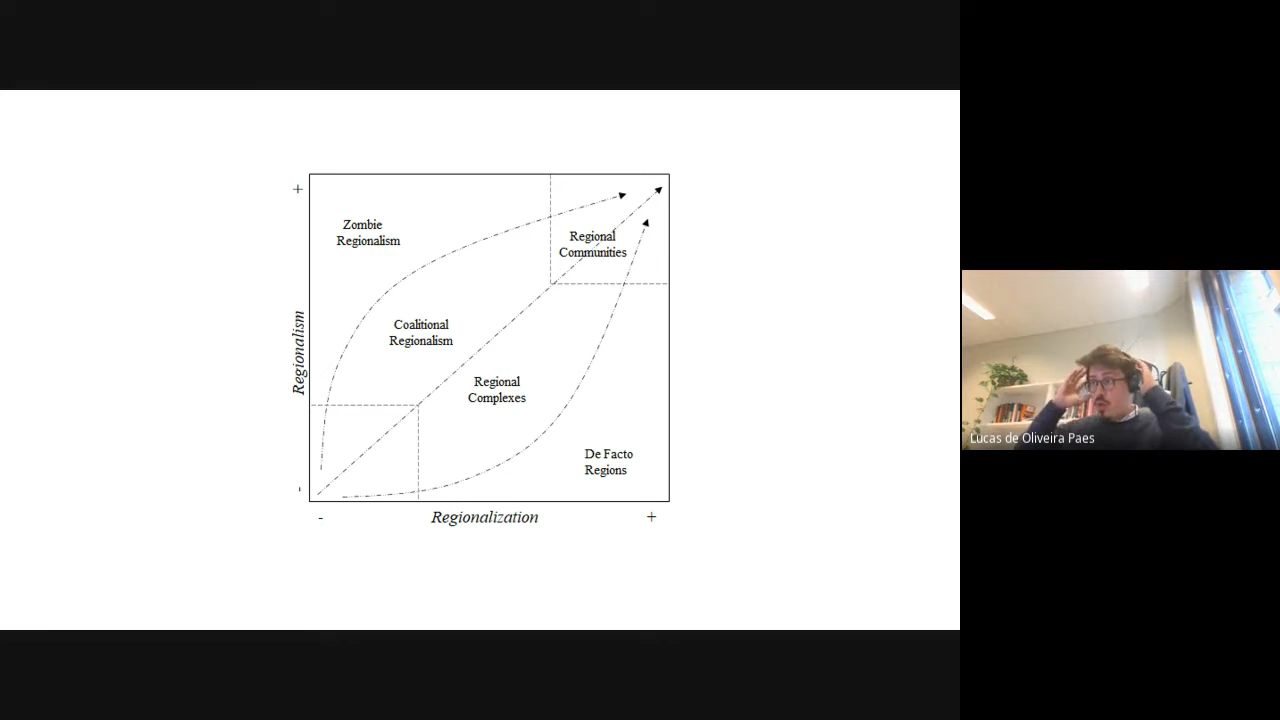 +
Zombie
Regionalism
Regional
Communities
Coalitional
Regionalism
Regionalism
Regional
Complexes
De Facto
Regions
-
-
Regionalization
+
Lucas de Oliveira Paes